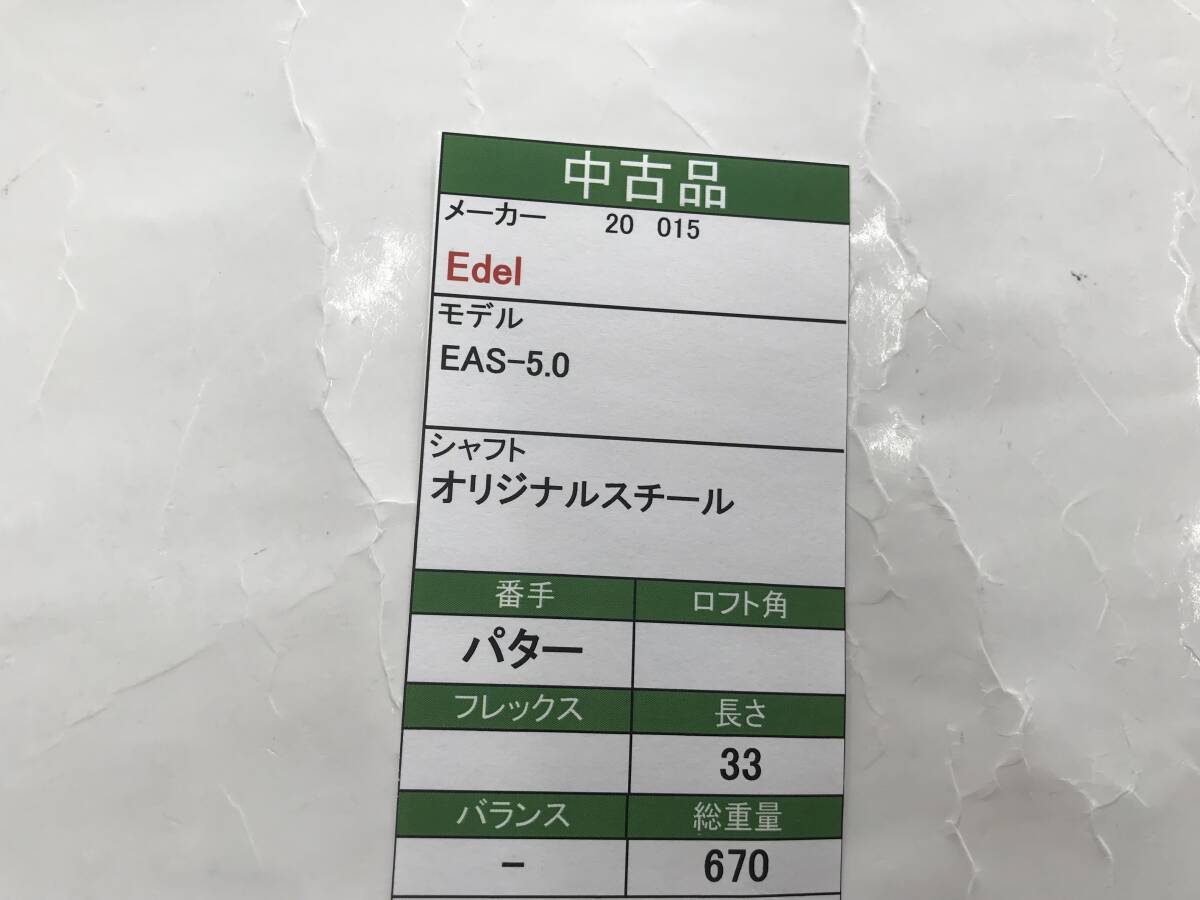 中古品
メーカー 20 015
Edel
モデル
EAS-5.0
シャフト
オリジナルスチール
番手 ロフト角
パター
フレックス 長さ
33
バランス 総重量
- 670